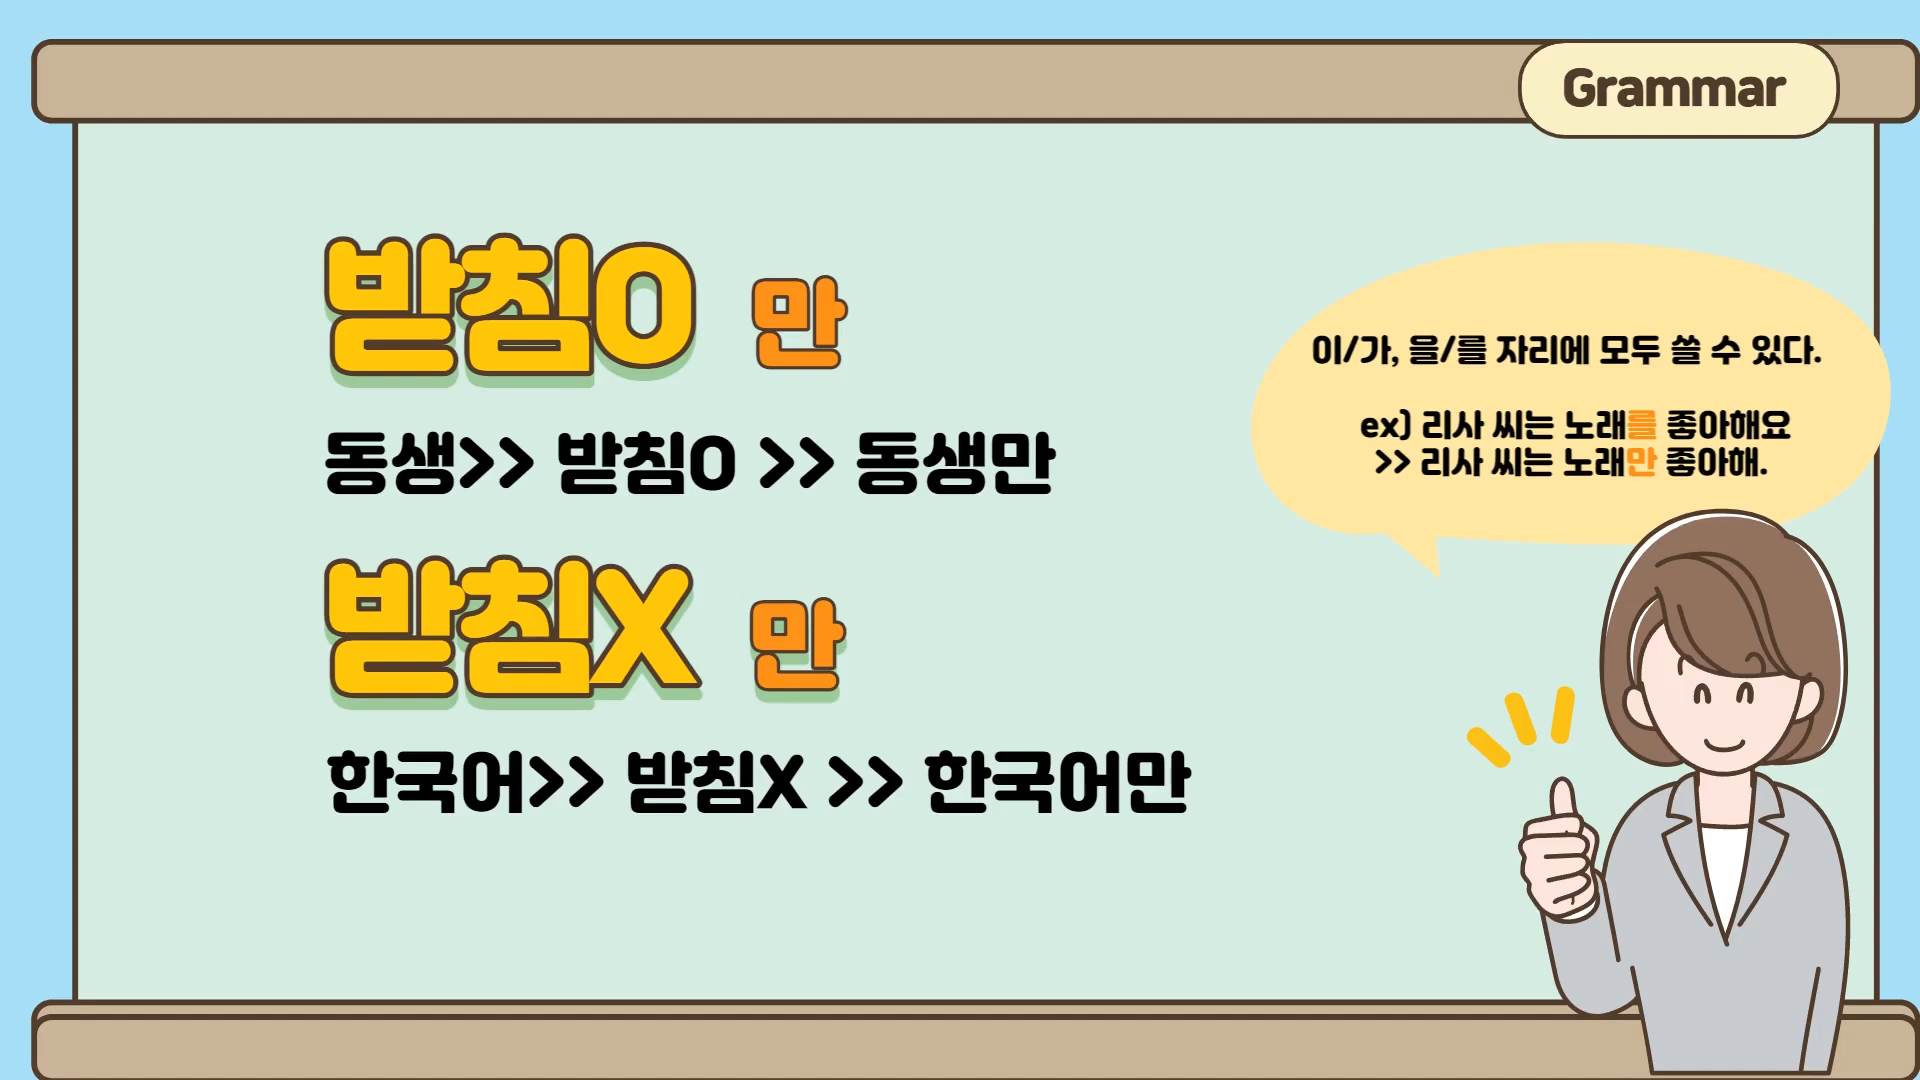 Grammar
받침O 만
동생>> 받침O >> 동생만
받침X 만
한국어>> 받침X >> 한국어만
이/가, 을/를 자리에 모두 쓸 수 있다.
ex) 리사 씨는 노래를 좋아해요
>> 리사 씨는 노래만 좋아해.